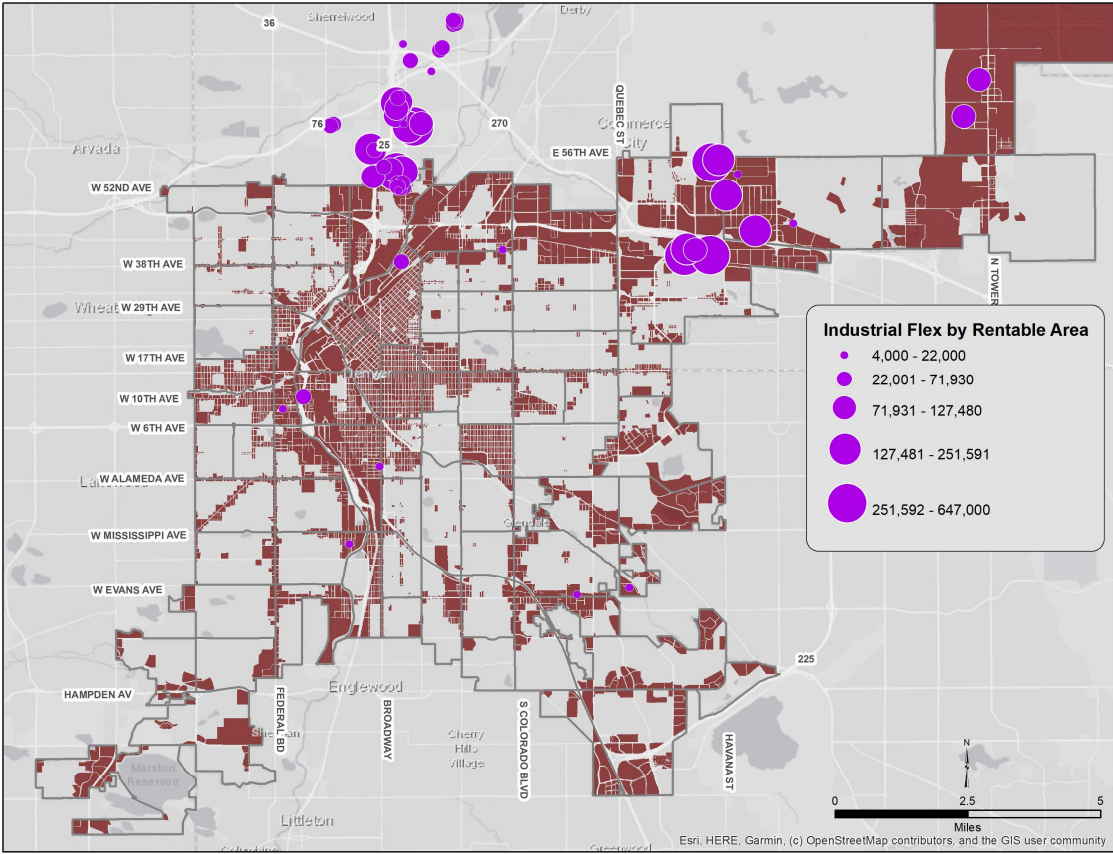 Sherrelwood
Derby
36
76
270
25
Arvada
QUEBEC ST
Commerce
City
E 56TH AVE
W 52ND AVE
W 38TH AVE
N TOWER
Wheat
W 29TH AVE
W 17TH AVE
Denver
W 10TH AVE
W 6TH AVE
W ALAMEDA AVE
Glendale
W MISSISSIPPI AVE
W EVANS AVE
Industrial Flex by Rentable Area
4,000 - 22,000
22,001 - 71,930
71,931 - 127,480
127,481 - 251,591
251,592 - 647,000
225
Englewood
HAMPDEN AV
FEDERAL BD
BROADWAY
S COLORADO BLVD
HAVANA ST
Cherry
Hills
Village
Marston
Reservoir
Littleton
Columbine
Greenwood
N
0
2.5
5
Miles
Esri, HERE, Garmin, (c) OpenStreetMap contributors, and the GIS user community